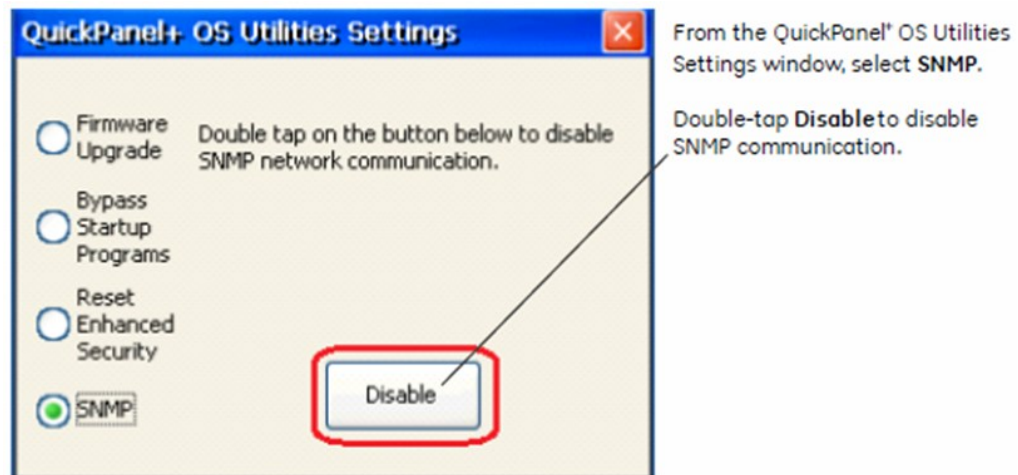 QuickPanel+ OS Utilities Settings
Firmware
Upgrade
Double tap on the button below to disable
SNMP network communication.
Bypass
Startup
Programs
Reset
Enhanced
Security
SNMP
Disable
From the QuickPanel⁺ OS Utilities
Settings window, select SNMP.
Double-tap Disable to disable
SNMP communication.